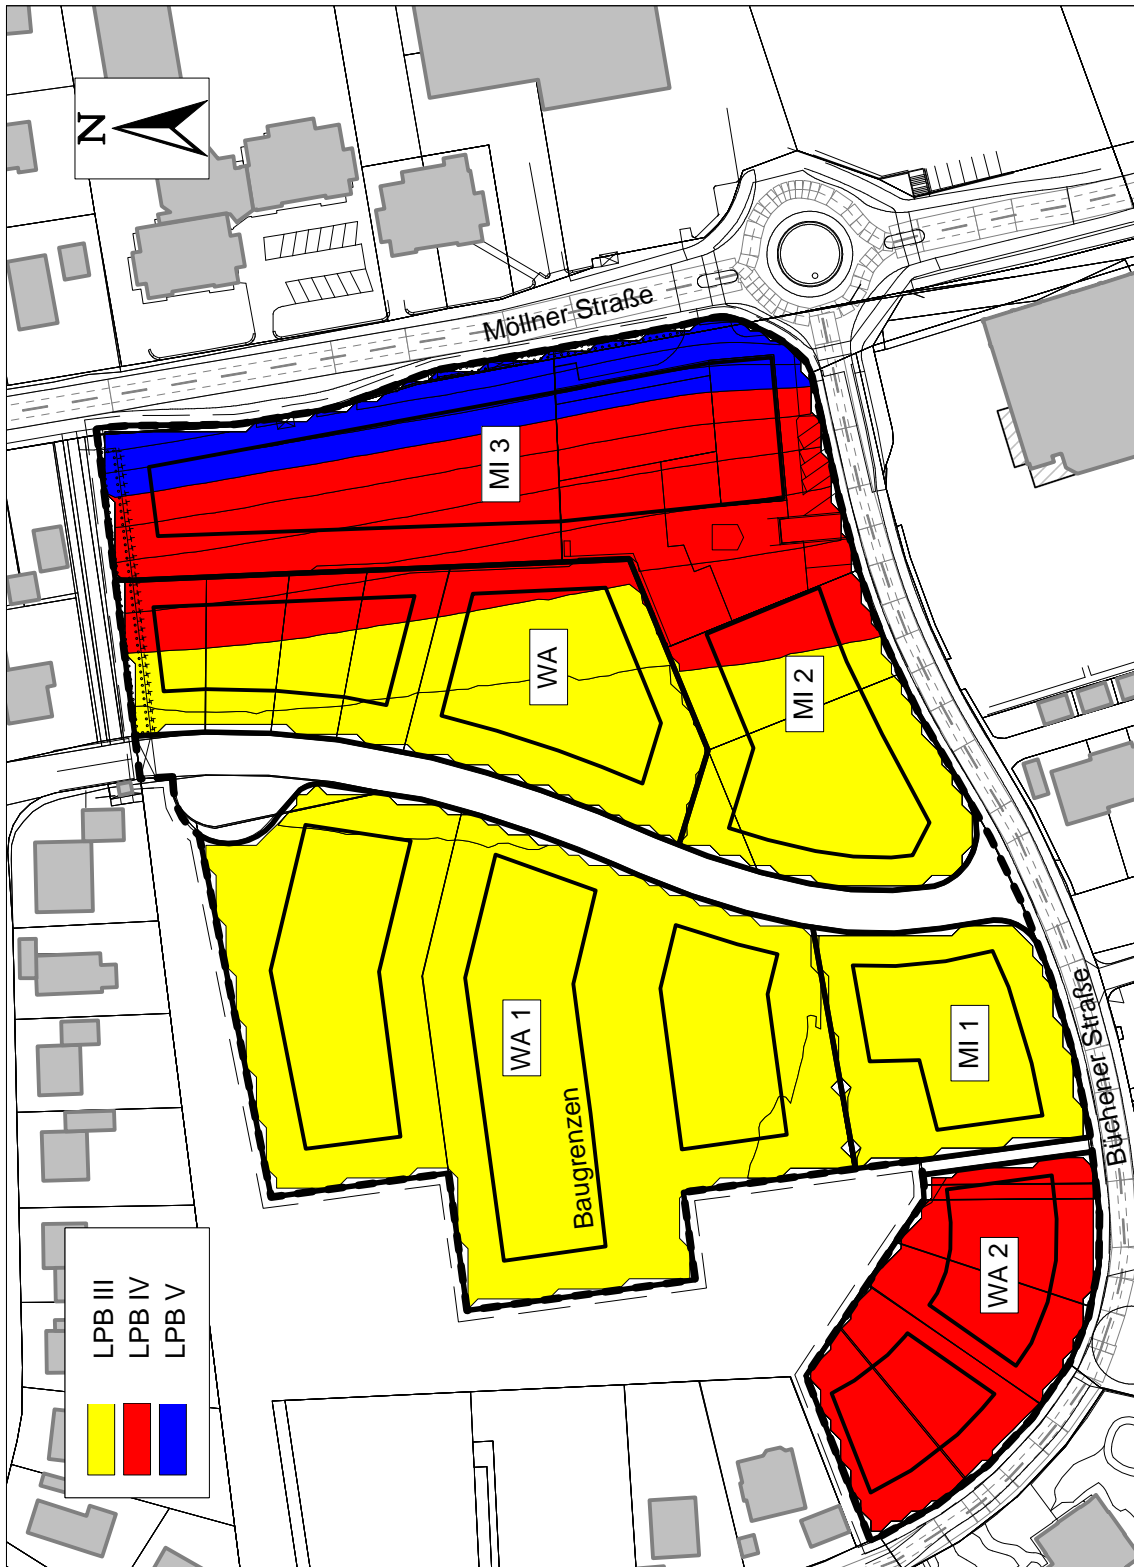 N
Möllner Straße
MI 3
WA
MI 2
WA 1
Baugrenzen
MI 1
Büchener Straße
WA 2
LPB III
LPB IV
LPB V